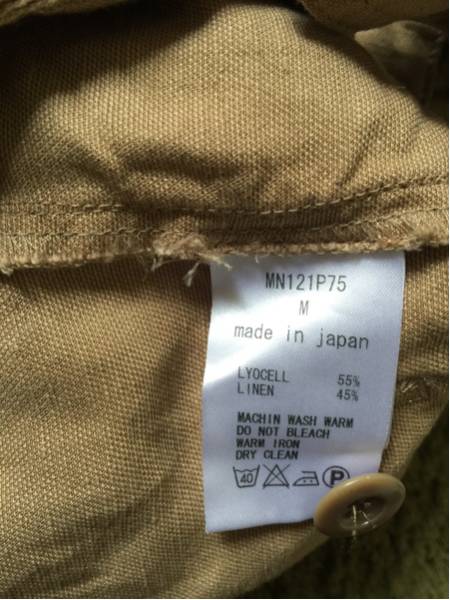 MN121P75
M
made in japan
LYOCELL 55%
LINEN 45%
MACHIN WASH WARM
DO NOT BLEACH
WARM IRON
DRY CLEAN
40 P